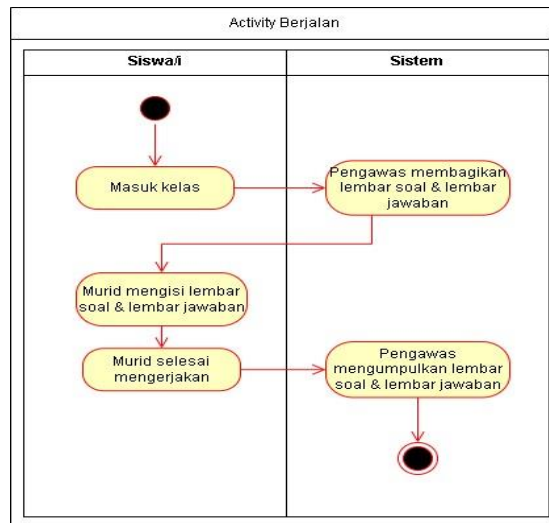 Activity Berjalan
Siswa/i
Sistem
Masuk kelas
Pengawas membagikan
lembar soal & lembar
jawaban
Murid mengisi lembar
soal & lembar jawaban
Murid selesai
mengerjakan
Pengawas
mengumpulkan lembar
soal & lembar jawaban